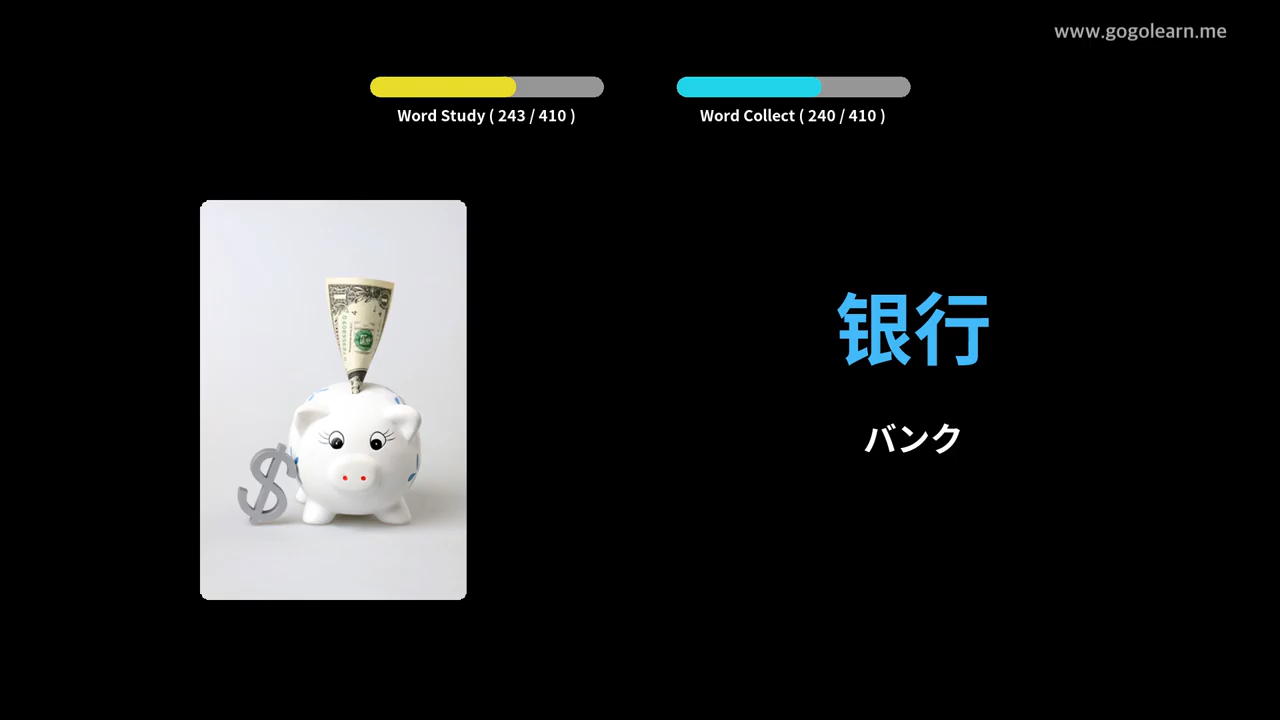 www.gogolearn.me
Word Study ( 243 / 410 )
Word Collect ( 240 / 410 )
银行
バンク
$